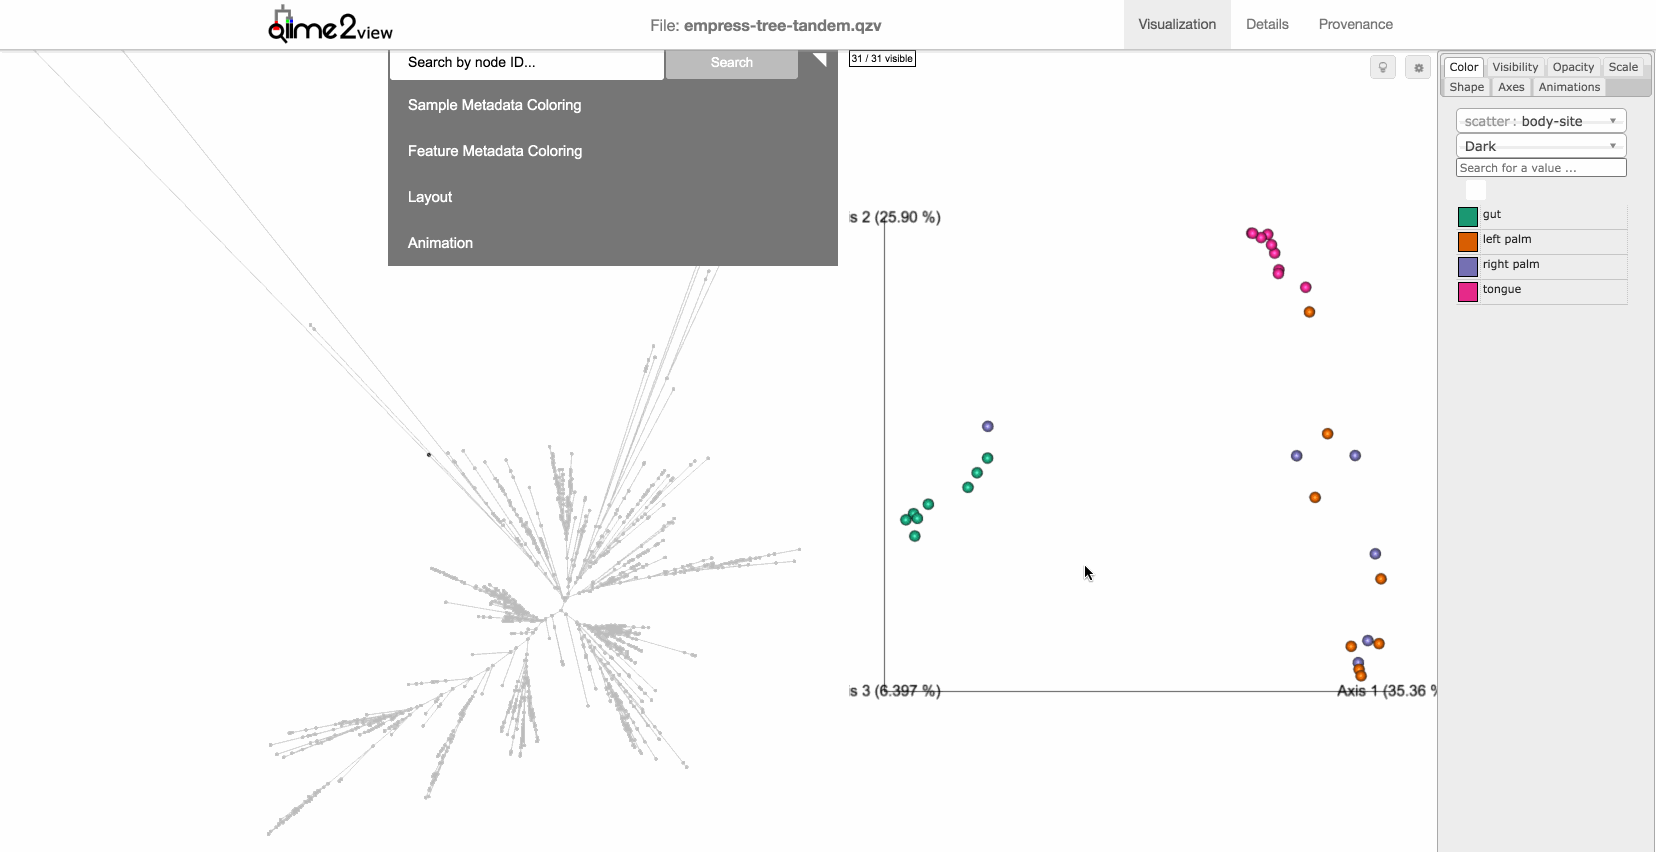 qiime2view
File: empress-tree-tandem.qzv
Visualization
Details
Provenance
Search by node ID...
Search
Sample Metadata Coloring
Feature Metadata Coloring
Layout
Animation
31 / 31 visible
is 2 (25.90 %)
is 3 (6.397 %)
Axis 1 (35.36 %
Color
Visibility
Opacity
Scale
Shape
Axes
Animations
scatter : body-site
Dark
Search for a value ...
gut
left palm
right palm
tongue